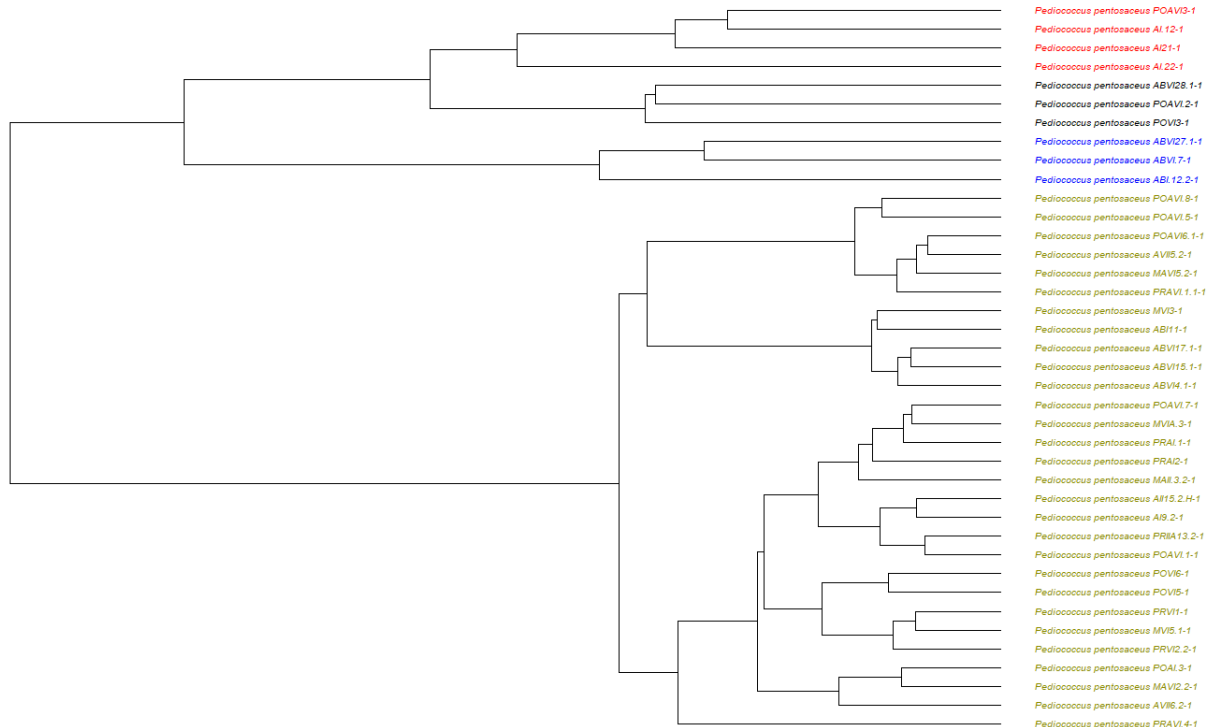 Pediococcus pentosaceus POAVI3-1
Pediococcus pentosaceus AI.12-1
Pediococcus pentosaceus AI21-1
Pediococcus pentosaceus AI.22-1
Pediococcus pentosaceus ABVI28.1-1
Pediococcus pentosaceus POAVI.2-1
Pediococcus pentosaceus POVI3-1
Pediococcus pentosaceus ABVI27.1-1
Pediococcus pentosaceus ABVI.7-1
Pediococcus pentosaceus ABI.12.2-1
Pediococcus pentosaceus POAVI.8-1
Pediococcus pentosaceus POAVI.5-1
Pediococcus pentosaceus POAVI6.1-1
Pediococcus pentosaceus AVII5.2-1
Pediococcus pentosaceus MAVI5.2-1
Pediococcus pentosaceus PRAVI.1.1-1
Pediococcus pentosaceus MVI3-1
Pediococcus pentosaceus ABI11-1
Pediococcus pentosaceus ABVI17.1-1
Pediococcus pentosaceus ABVI15.1-1
Pediococcus pentosaceus ABVI4.1-1
Pediococcus pentosaceus POAVI.7-1
Pediococcus pentosaceus MVIA.3-1
Pediococcus pentosaceus PRAI.1-1
Pediococcus pentosaceus PRAI2-1
Pediococcus pentosaceus MAII.3.2-1
Pediococcus pentosaceus AII15.2.H-1
Pediococcus pentosaceus AI9.2-1
Pediococcus pentosaceus PRIIA13.2-1
Pediococcus pentosaceus POAVI.1-1
Pediococcus pentosaceus POVI6-1
Pediococcus pentosaceus POVI5-1
Pediococcus pentosaceus PRVI1-1
Pediococcus pentosaceus MVI5.1-1
Pediococcus pentosaceus PRVI2.2-1
Pediococcus pentosaceus POAI.3-1
Pediococcus pentosaceus MAVI2.2-1
Pediococcus pentosaceus AVII6.2-1
Pediococcus pentosaceus PRAVI.4-1